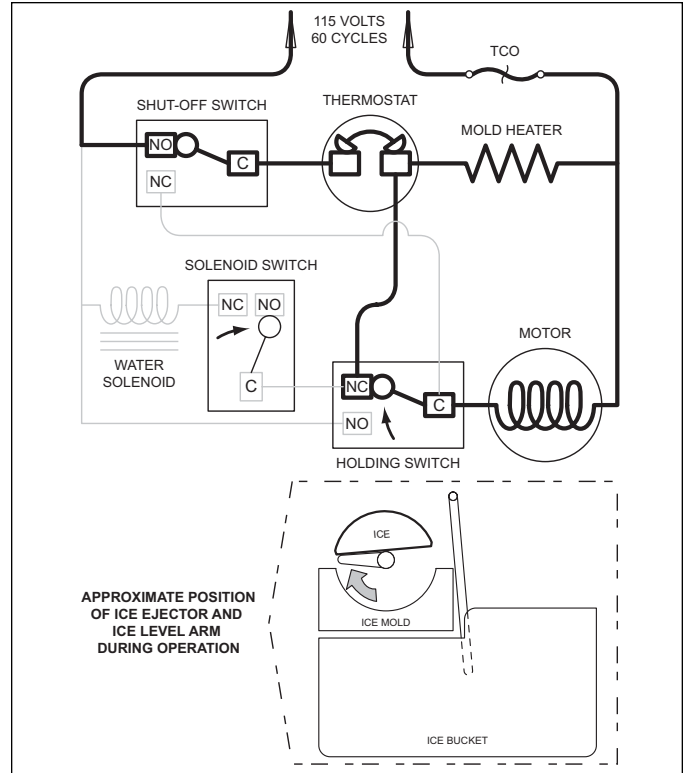 115 VOLTS
60 CYCLES
TCO
SHUT-OFF SWITCH
THERMOSTAT
MOLD HEATER
NO
C
NC
SOLENOID SWITCH
NC NO
MOTOR
WATER
SOLENOID
C
NC
C
NO
HOLDING SWITCH
ICE
APPROXIMATE POSITION
OF ICE EJECTOR AND
ICE LEVEL ARM
DURING OPERATION
ICE MOLD
ICE BUCKET